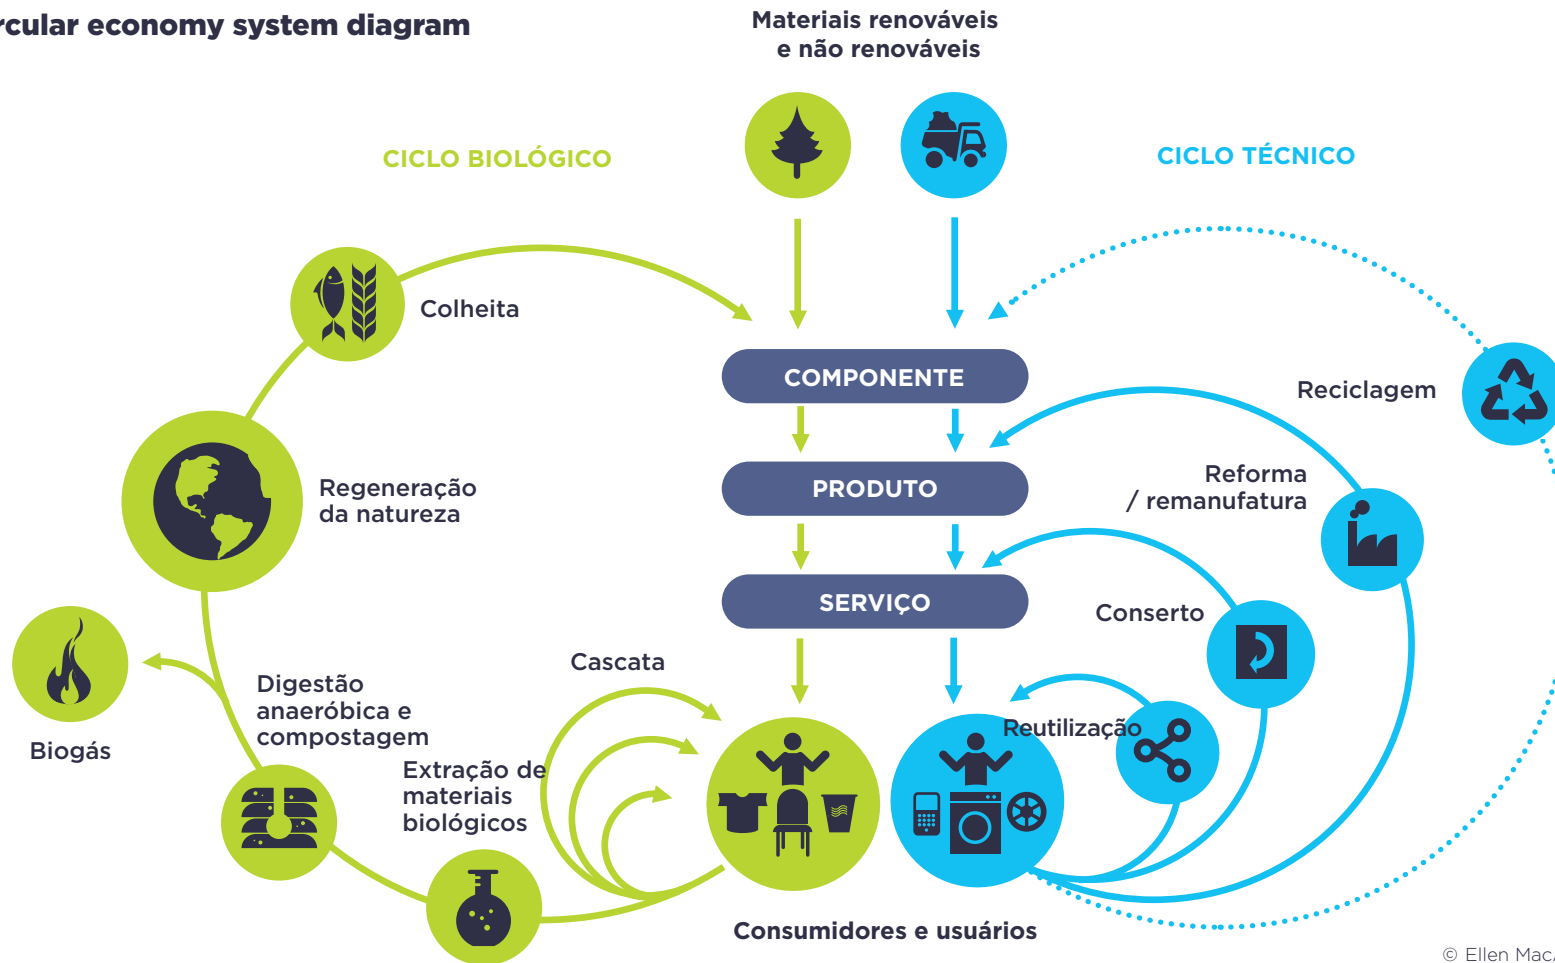 rcular economy system diagram
Materiais renováveis
e não renováveis
CICLO BIOLÓGICO
CICLO TÉCNICO
Colheita
COMPONENTE
Reciclagem
Regeneração
da natureza
PRODUTO
Reforma
/ remanufatura
SERVIÇO
Conserto
Cascata
Digestão
anaeróbica e
compostagem
Reutilização
Biogás
Extração de
materiais
biológicos
Consumidores e usuários
© Ellen Mac